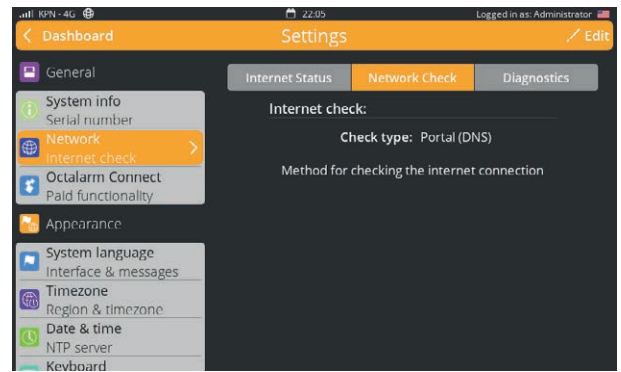 KPN - 4G 22:05 Logged in as: Administrator
Dashboard Settings Edit
General
System info
Serial number
Network
Internet check
Octalarm Connect
Paid functionality
Appearance
System language
Interface & messages
Timezone
Region & timezone
Date & time
NTP server
Keyboard
Internet Status Network Check Diagnostics
Internet check:
Check type: Portal (DNS)
Method for checking the internet connection